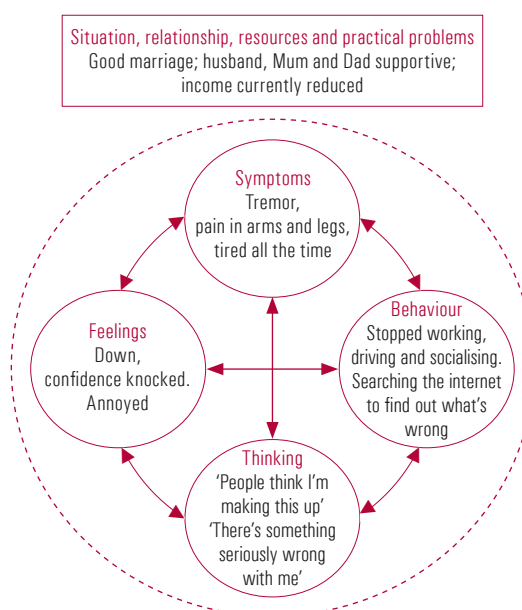 Situation, relationship, resources and practical problems
Good marriage; husband, Mum and Dad supportive;
income currently reduced
Symptoms
Tremor,
pain in arms and legs,
tired all the time
Feelings
Down,
confidence knocked.
Annoyed
Behaviour
Stopped working,
driving and socialising.
Searching the internet
to find out what's
wrong
Thinking
‘People think I'm
making this up’
‘There's something
seriously wrong
with me’